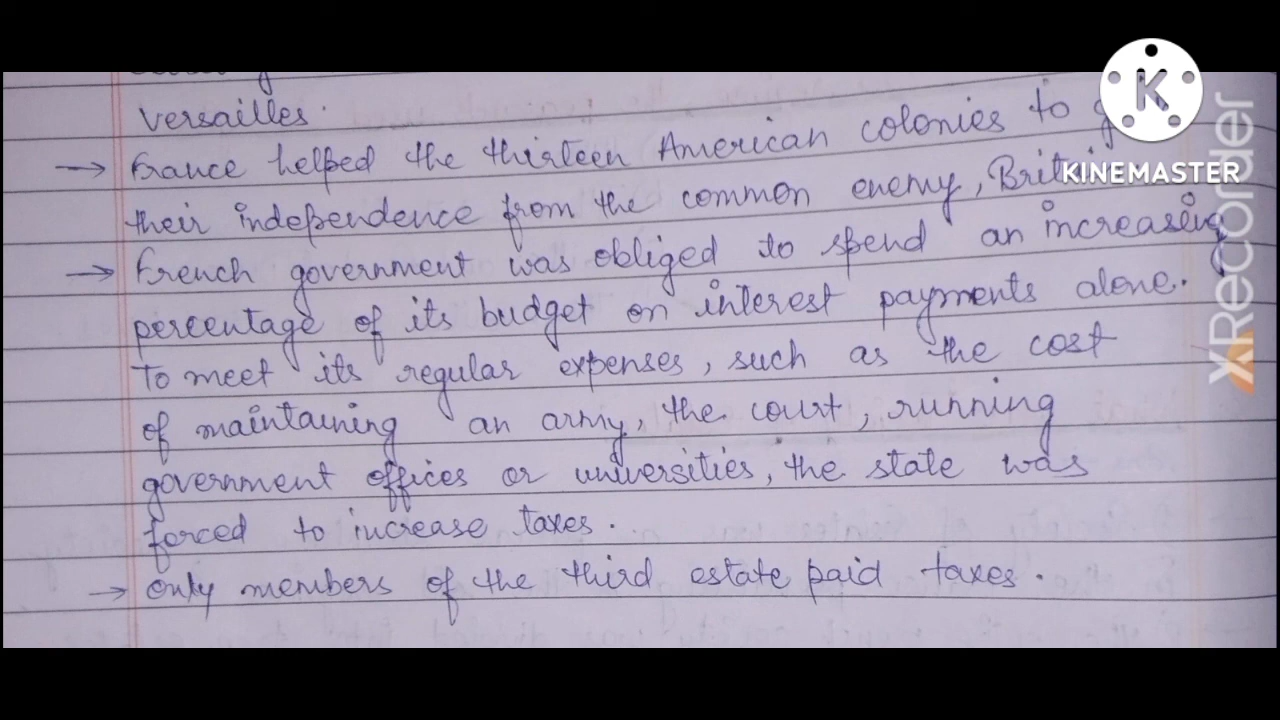 versailles.
→ France helped the thirteen American colonies to
their independence from the common enemy,
→ French government was obliged to spend an increasing
percentage of its budget on interest payments alone.
To meet its regular expenses, such as the cost
of maintaining an army, the court, running
government offices or universities, the state was
forced to increase taxes.
→ only members of the third estate paid taxes.
K
KINEMASTER
XRecorder